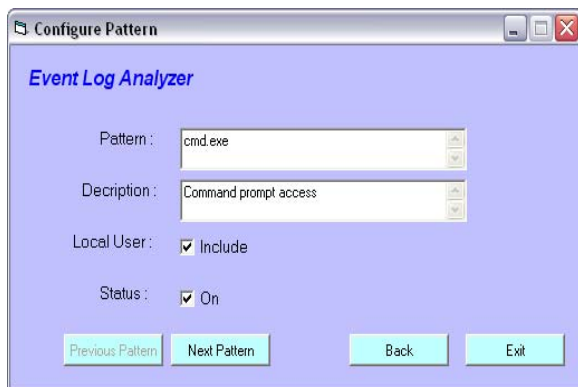 Configure Pattern
Event Log Analyzer
Pattern : cmd.exe
Decription : Command prompt access
Local User : Include
Status : On
Previous Pattern Next Pattern Back Exit